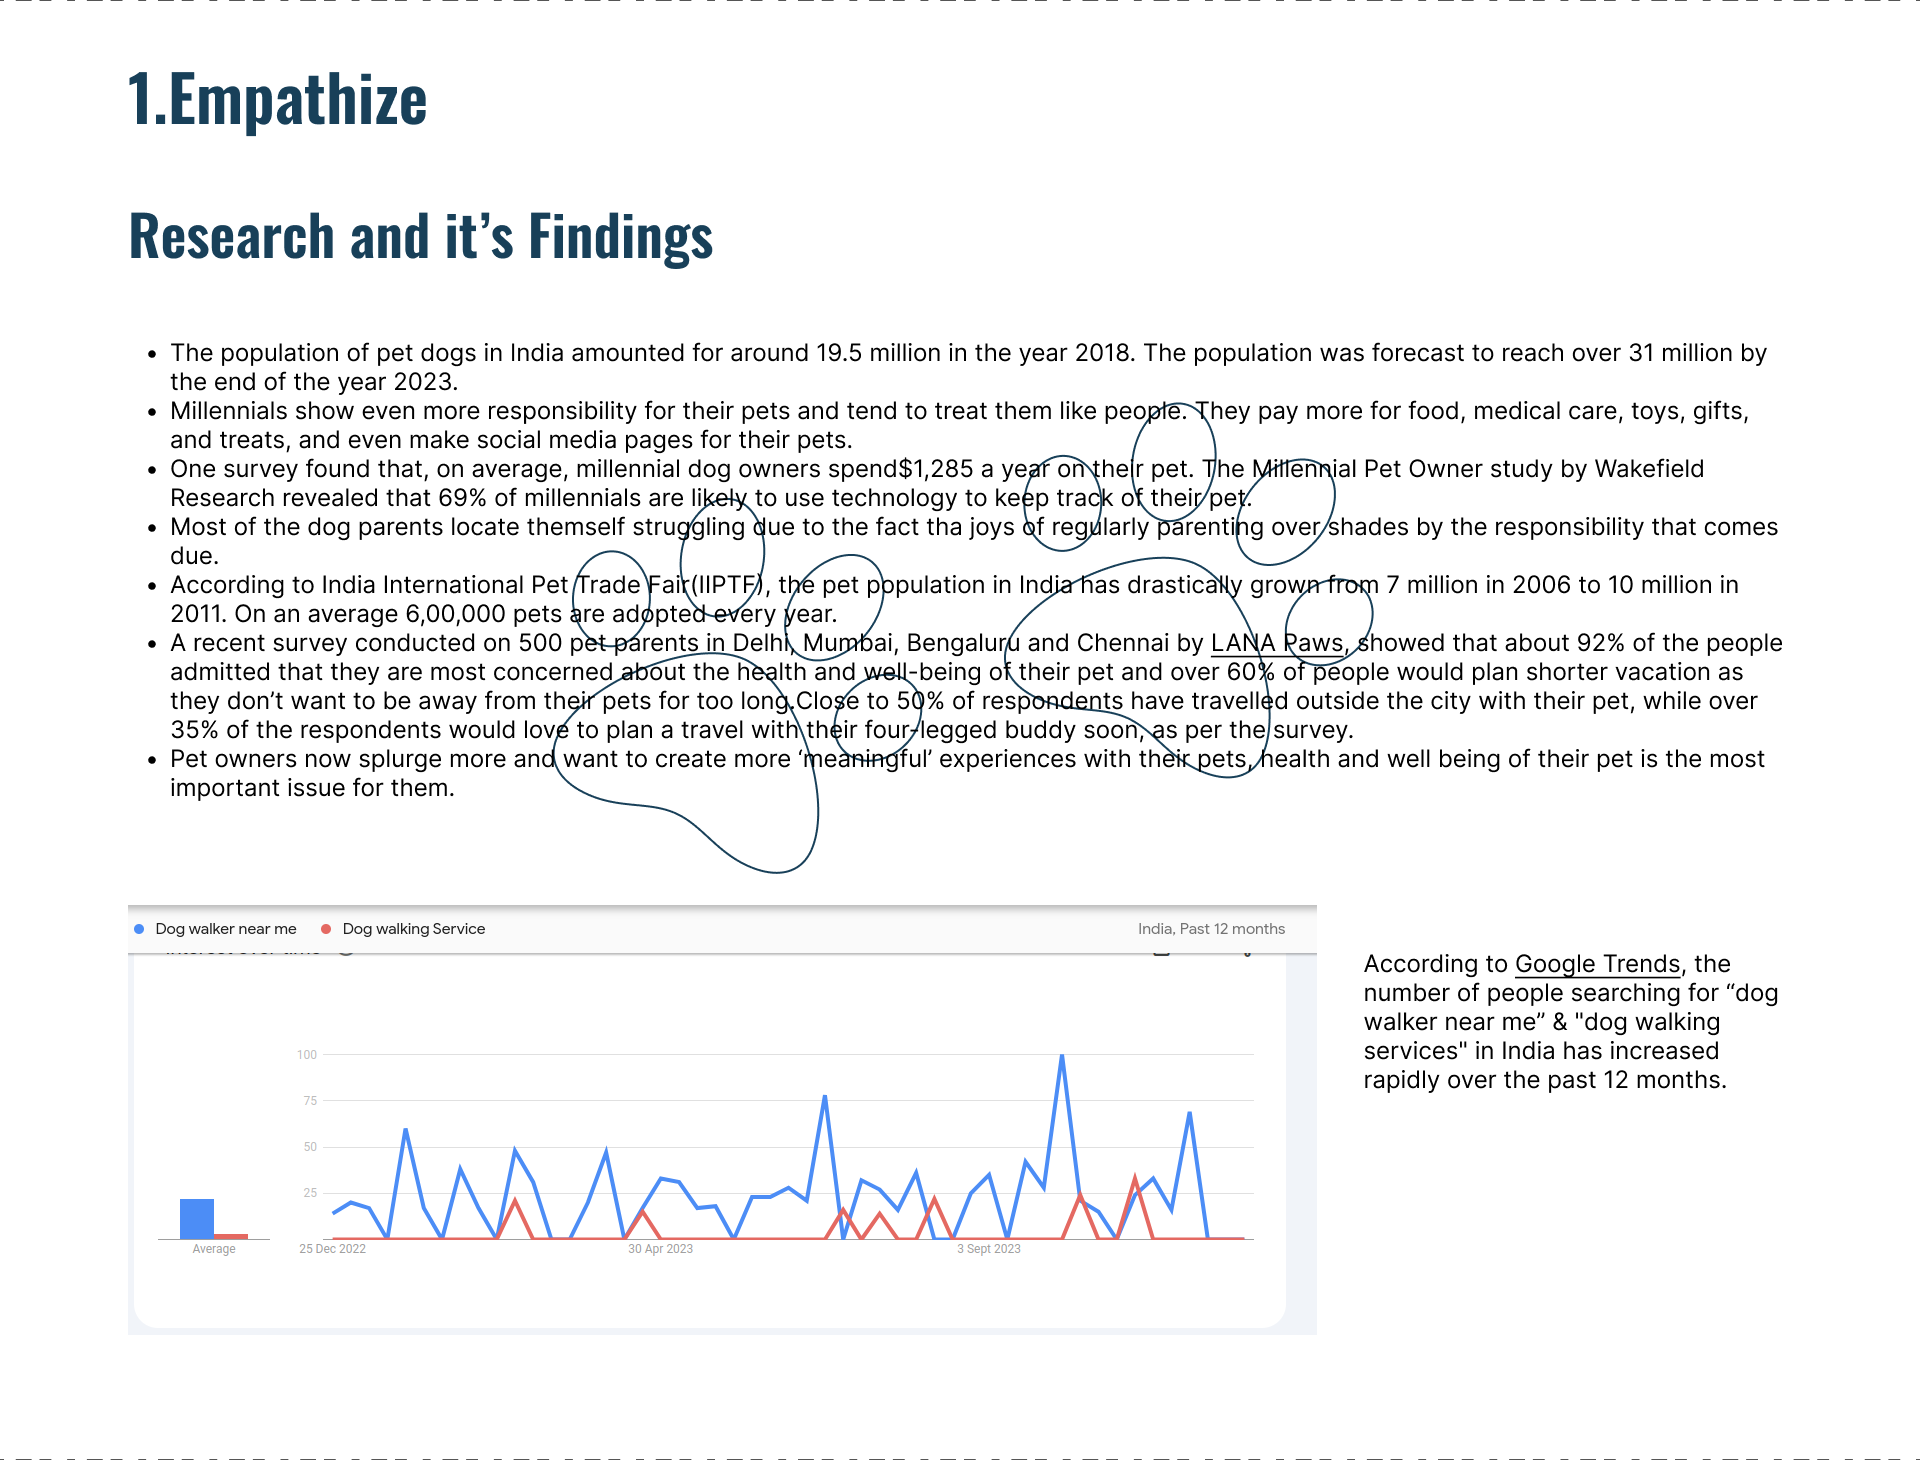 1.Empathize
Research and it’s Findings
• The population of pet dogs in India amounted for around 19.5 million in the year 2018. The population was forecast to reach over 31 million by
the end of the year 2023.
• Millennials show even more responsibility for their pets and tend to treat them like people. They pay more for food, medical care, toys, gifts,
and treats, and even make social media pages for their pets.
• One survey found that, on average, millennial dog owners spend$1,285 a year on their pet. The Millennial Pet Owner study by Wakefield
Research revealed that 69% of millennials are likely to use technology to keep track of their pet.
• Most of the dog parents locate themself struggling due to the fact tha joys of regularly parenting over shades by the responsibility that comes
due.
• According to India International Pet Trade Fair(IIPTF), the pet population in India has drastically grown from 7 million in 2006 to 10 million in
2011. On an average 6,00,000 pets are adopted every year.
• A recent survey conducted on 500 pet parents in Delhi, Mumbai, Bengaluru and Chennai by LANA Paws, showed that about 92% of the people
admitted that they are most concerned about the health and well-being of their pet and over 60% of people would plan shorter vacation as
they don’t want to be away from their pets for too long.Close to 50% of respondents have travelled outside the city with their pet, while over
35% of the respondents would love to plan a travel with their four-legged buddy soon, as per the survey.
• Pet owners now splurge more and want to create more ‘meaningful’ experiences with their pets, health and well being of their pet is the most
important issue for them.
Dog walker near me
Dog walking Service
India, Past 12 months
100
75
50
25
Average
25 Dec 2022
30 Apr 2023
3 Sept 2023
According to Google Trends, the
number of people searching for “dog
walker near me” & "dog walking
services" in India has increased
rapidly over the past 12 months.